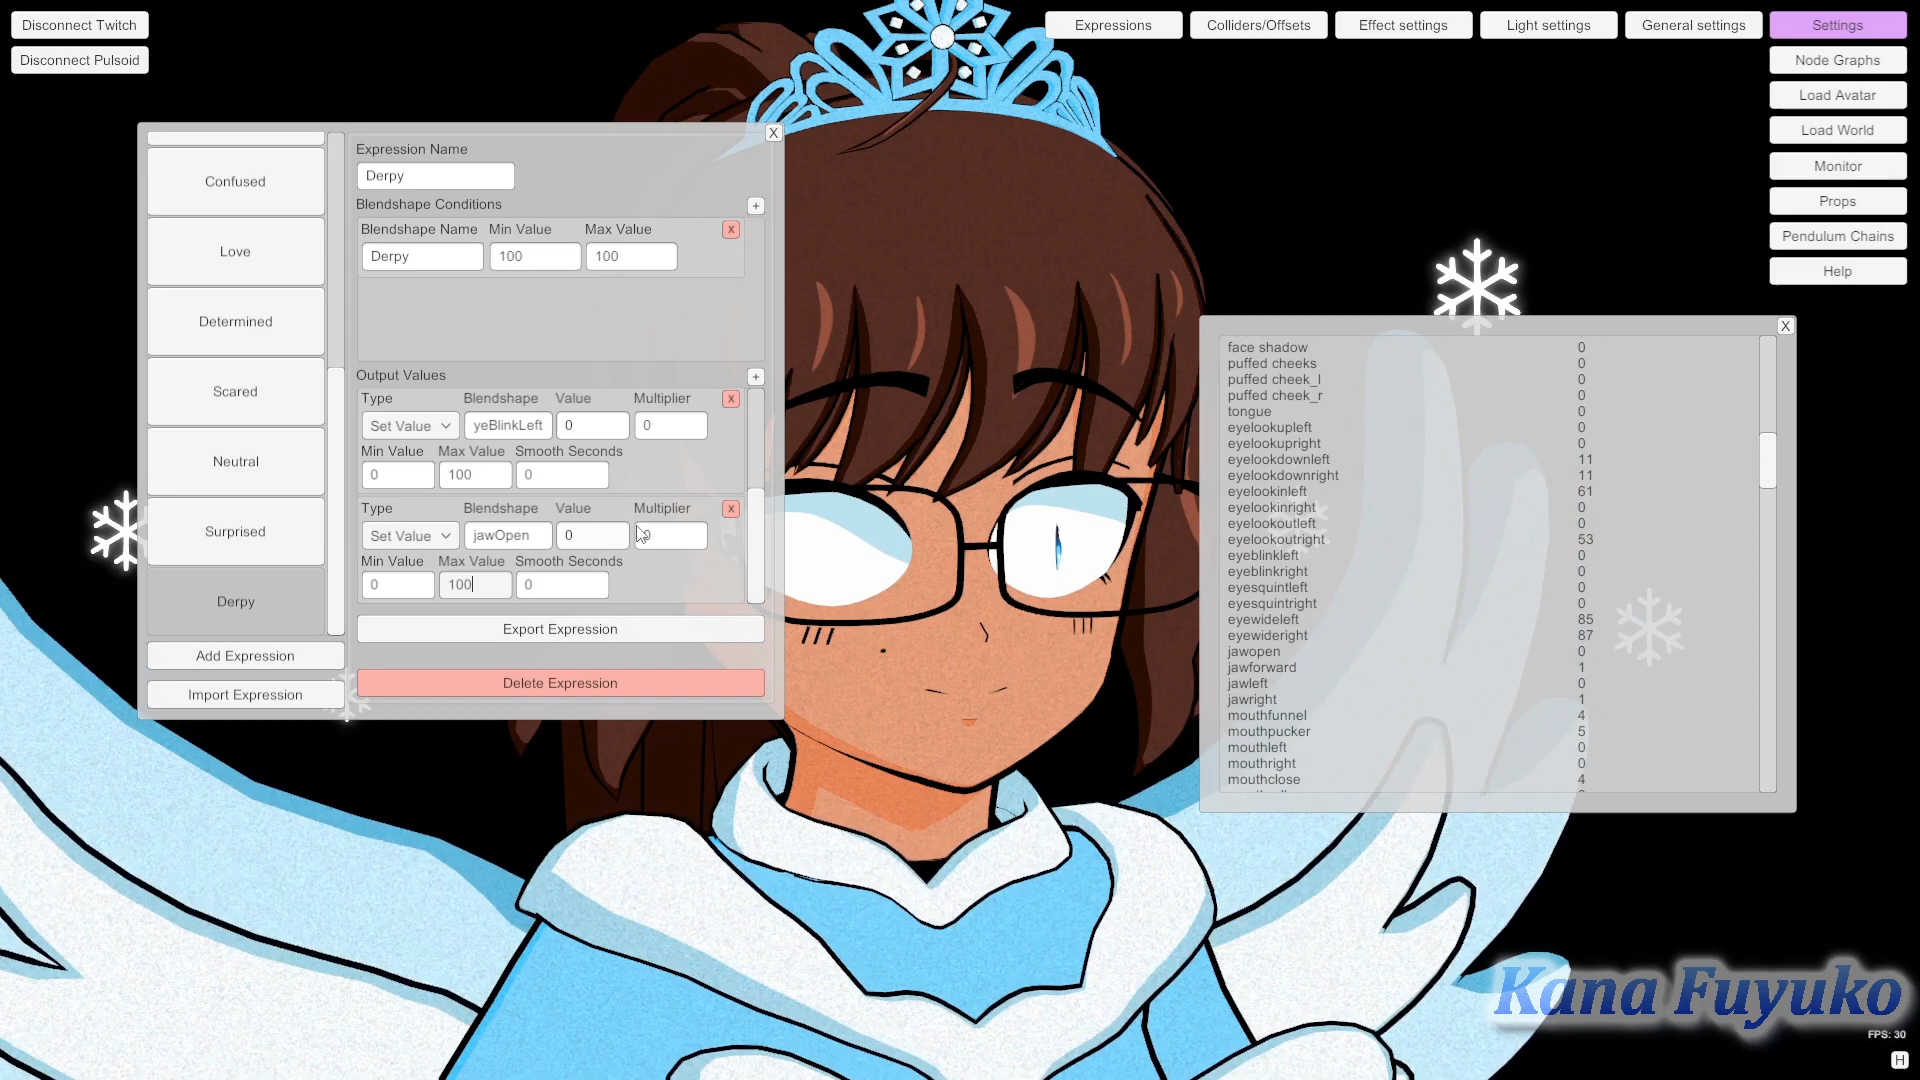 Disconnect Twitch
Disconnect Pulsoid
Expressions
Colliders/Offsets
Effect settings
Light settings
General settings
Settings
Node Graphs
Load Avatar
Load World
Monitor
Props
Pendulum Chains
Help
X
Confused
Love
Determined
Scared
Neutral
Surprised
Derpy
Add Expression
Import Expression
Expression Name
Derpy
Blendshape Conditions
+
Blendshape Name Min Value Max Value X
Derpy 100 100
Output Values
+
Type Blendshape Value Multiplier X
Set Value yeBlinkLeft 0 0
Min Value Max Value Smooth Seconds
0 100 0
Type Blendshape Value Multiplier X
Set Value jawOpen 0
Min Value Max Value Smooth Seconds
0 100 0
Export Expression
Delete Expression
X
face shadow 0
puffed cheeks 0
puffed cheek_l 0
puffed cheek_r 0
tongue 0
eyelookupleft 0
eyelookupright 0
eyelookdownleft 11
eyelookdownright 11
eyelookinleft 61
eyelookinright 0
eyelookoutleft 0
eyelookoutright 53
eyeblinkleft 0
eyeblinkright 0
eyesquintleft 0
eyesquintright 0
eyewideleft 85
eyewideright 87
jawopen 0
jawforward 1
jawleft 0
jawright 1
mouthfunnel 4
mouthpucker 5
mouthleft 0
mouthright 0
mouthclose 4
Kana Fuyuko
FPS: 30
H